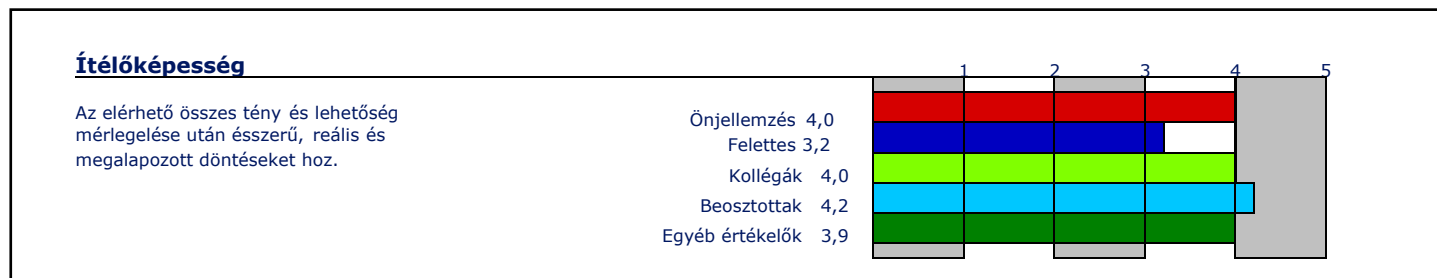 Ítélőképesség
1 2 3 4 5
Az elérhető összes tény és lehetőség
mérlegelése után ésszerű, reális és
megalapozott döntéseket hoz.
Önjellemzés 4,0
Felettes 3,2
Kollégák 4,0
Beosztottak 4,2
Egyéb értékelők 3,9